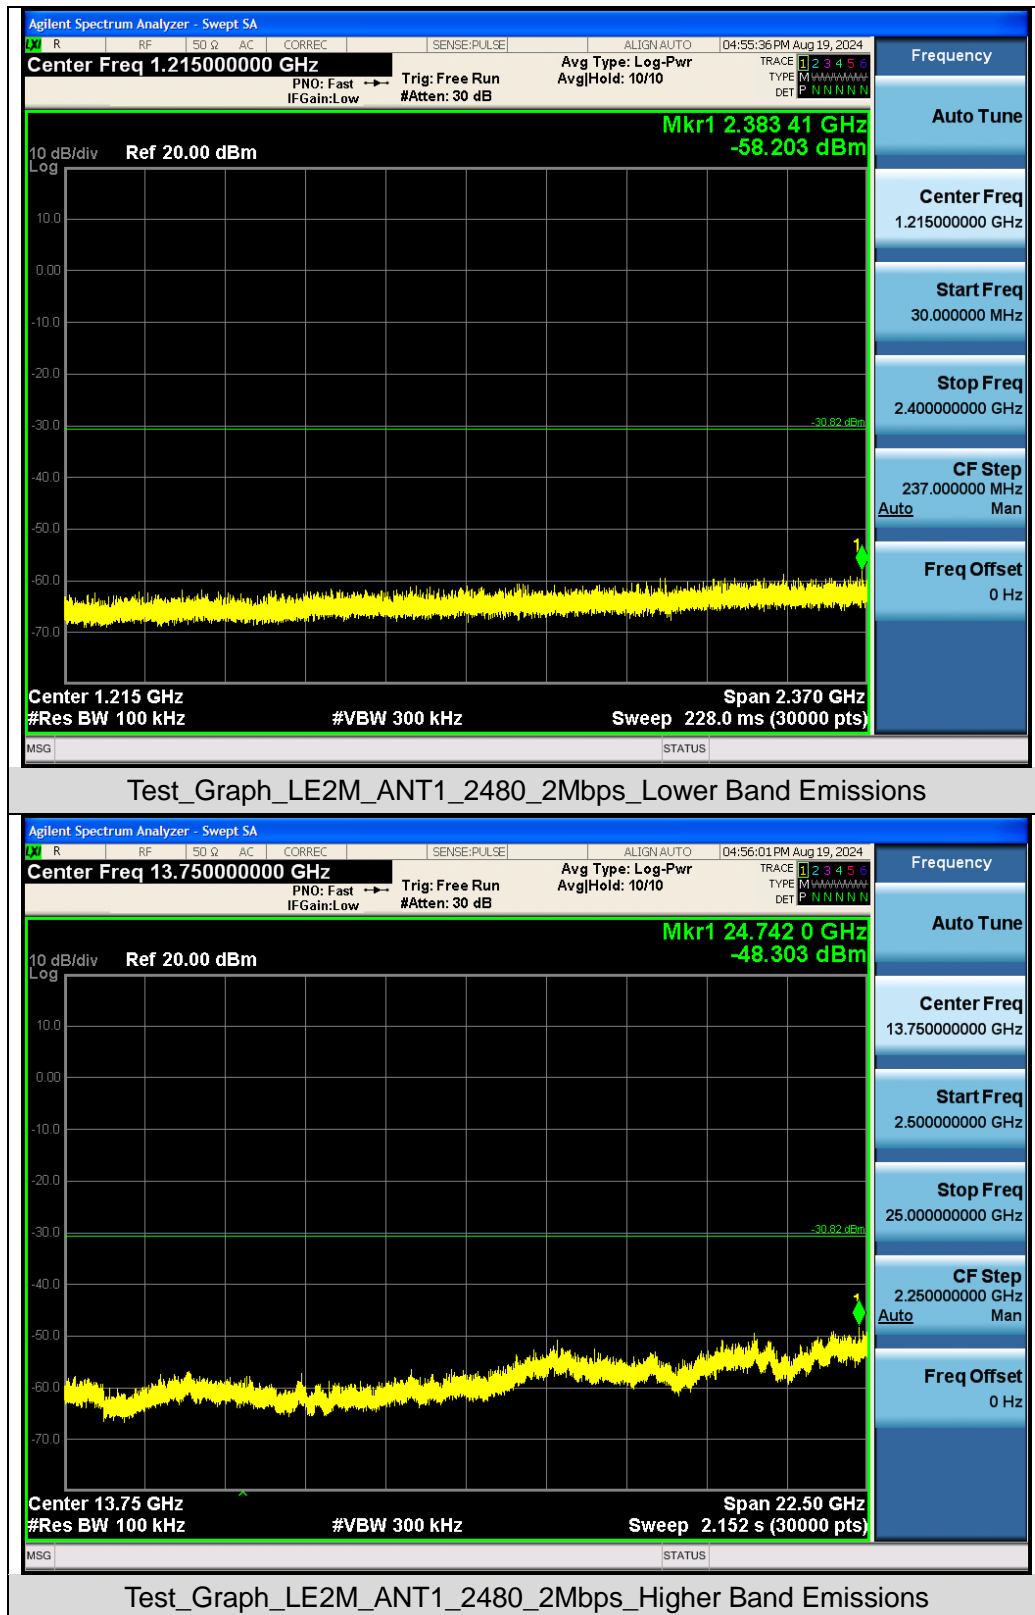 Agilent Spectrum Analyzer - Swept SA
LXI R RF 50 Ω AC CORREC SENSE:PULSE ALIGN AUTO 04:55:36 PM Aug 19, 2024
Center Freq 1.215000000 GHz
PNO: Fast
IFGain:Low
Trig: Free Run
#Atten: 30 dB
Avg Type: Log-Pwr
Avg|Hold: 10/10
TRACE 1 2 3 4 5 6
TYPE M WWWWW
DET P N N N N N
Mkr1 2.383 41 GHz
-58.203 dBm
10 dB/div Ref 20.00 dBm
Log
10.0
0.00
-10.0
-20.0
-30.0
-30.82 dBm
-40.0
-50.0
1
-60.0
-70.0
Center 1.215 GHz Span 2.370 GHz
#Res BW 100 kHz #VBW 300 kHz Sweep 228.0 ms (30000 pts)
MSG STATUS
Frequency
Auto Tune
Center Freq
1.215000000 GHz
Start Freq
30.000000 MHz
Stop Freq
2.400000000 GHz
CF Step
237.000000 MHz
Auto Man
Freq Offset
0 Hz
Test_Graph_LE2M_ANT1_2480_2Mbps_Lower Band Emissions
Agilent Spectrum Analyzer - Swept SA
LXI R RF 50 Ω AC CORREC SENSE:PULSE ALIGN AUTO 04:56:01 PM Aug 19, 2024
Center Freq 13.750000000 GHz
PNO: Fast
IFGain:Low
Trig: Free Run
#Atten: 30 dB
Avg Type: Log-Pwr
Avg|Hold: 10/10
TRACE 1 2 3 4 5 6
TYPE M WWWWW
DET P N N N N N
Mkr1 24.742 0 GHz
-48.303 dBm
10 dB/div Ref 20.00 dBm
Log
10.0
0.00
-10.0
-20.0
-30.0
-30.82 dBm
-40.0
1
-50.0
-60.0
-70.0
Center 13.75 GHz Span 22.50 GHz
#Res BW 100 kHz #VBW 300 kHz Sweep 2.152 s (30000 pts)
MSG STATUS
Frequency
Auto Tune
Center Freq
13.750000000 GHz
Start Freq
2.500000000 GHz
Stop Freq
25.000000000 GHz
CF Step
2.250000000 GHz
Auto Man
Freq Offset
0 Hz
Test_Graph_LE2M_ANT1_2480_2Mbps_Higher Band Emissions